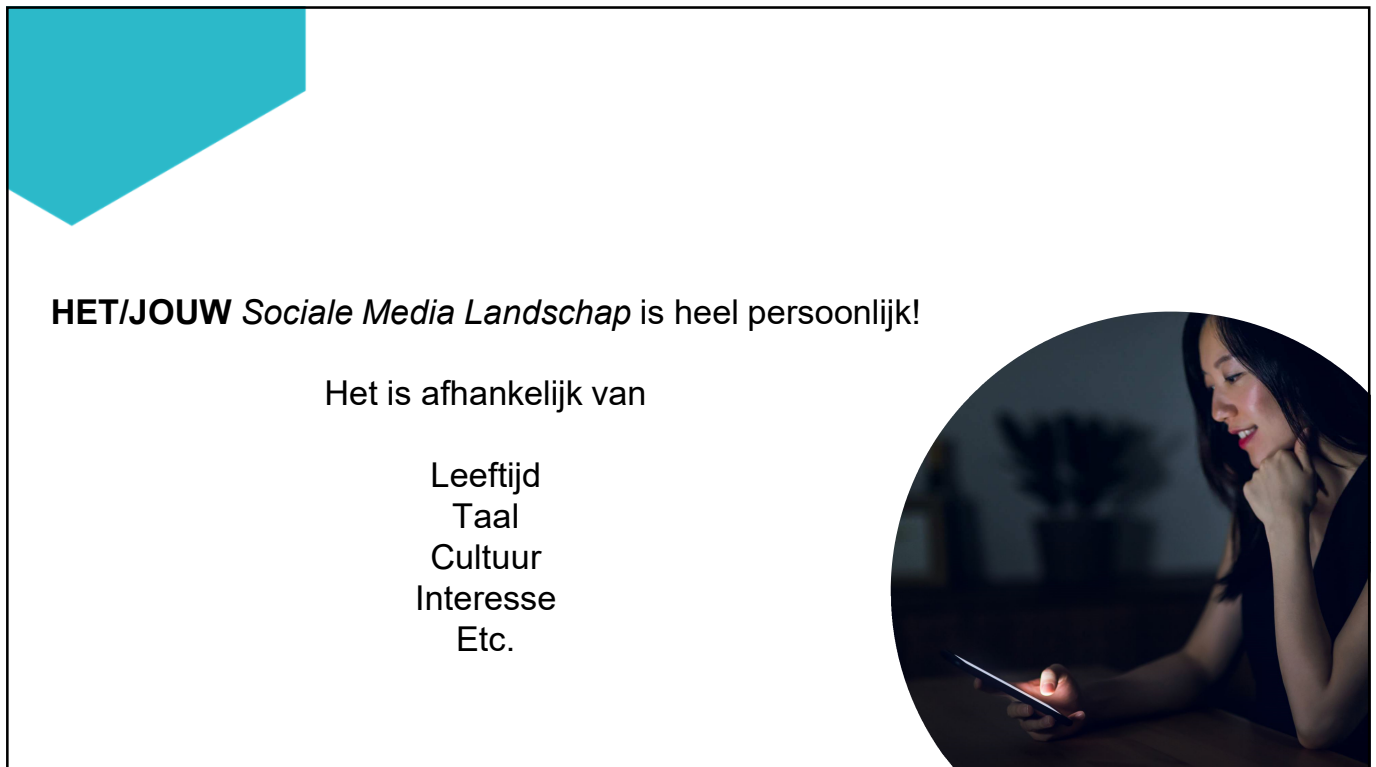 HET/JOUW Sociale Media Landschap is heel persoonlijk!
Het is afhankelijk van
Leeftijd
Taal
Cultuur
Interesse
Etc.